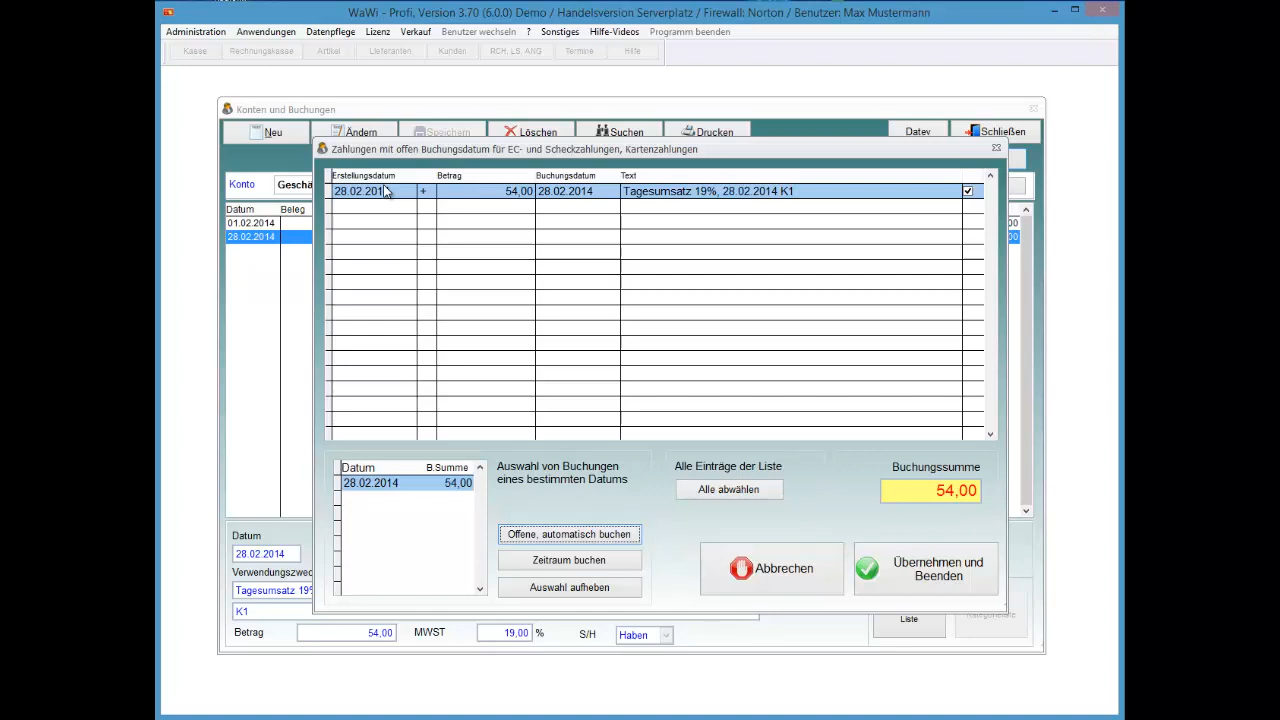 WaWi - Profi, Version 3.70 (6.0.0) Demo / Handelsversion Serverplatz / Firewall: Norton / Benutzer: Max Mustermann
Administration Anwendungen Datenpflege Lizenz Verkauf Benutzer wechseln ? Sonstiges Hilfe-Videos Programm beenden
Kasse Rechnungskasse Artikel Lieferanten Kunden RCH, LS, ANG Termine Hilfe
Konten und Buchungen
Neu Ändern Speichern Löschen Suchen Drucken Datev Schließen
Zahlungen mit offen Buchungsdatum für EC- und Scheckzahlungen, Kartenzahlungen
Erstellungsdatum Betrag Buchungsdatum Text
Konto Geschä
28.02.201 + 54,00 28.02.2014 Tagesumsatz 19%, 28.02.2014 K1
Datum Beleg
01.02.2014 00
28.02.2014 00
Datum B.Summe
28.02.2014 54,00
Auswahl von Buchungen
eines bestimmten Datums
Alle Einträge der Liste
Alle abwählen
Buchungssumme
54,00
Offene, automatisch buchen
Zeitraum buchen
Auswahl aufheben
Abbrechen
Übernehmen und
Beenden
Datum
28.02.2014
Verwendungszwec
Tagesumsatz 19%
K1
Betrag 54,00 MWST 19,00 % S/H Haben
Liste